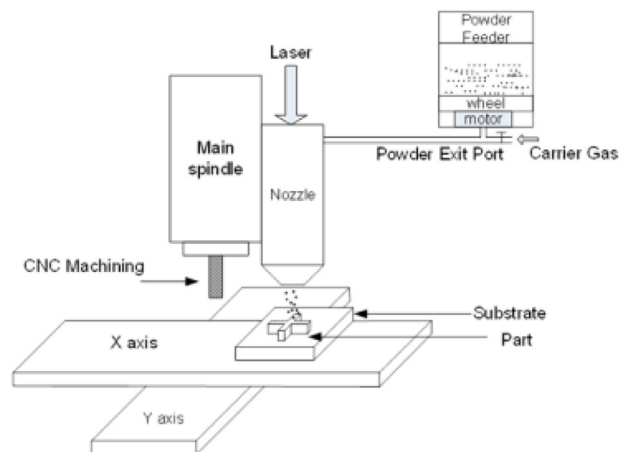 Powder
Feeder
Laser
wheel
motor
Main
spindle
Powder Exit Port
Carrier Gas
Nozzle
CNC Machining
Substrate
X axis
Part
Y axis